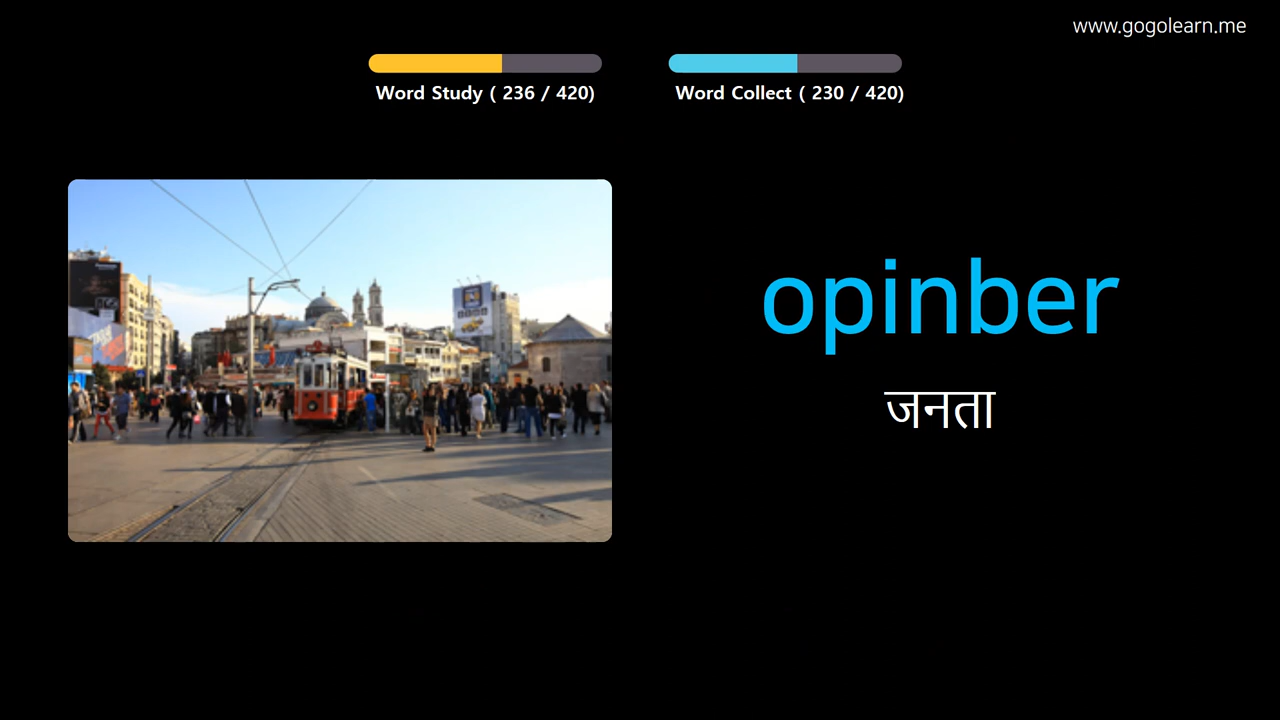 www.gogolearn.me
Word Study ( 236 / 420)
Word Collect ( 230 / 420)
opinber
जनता